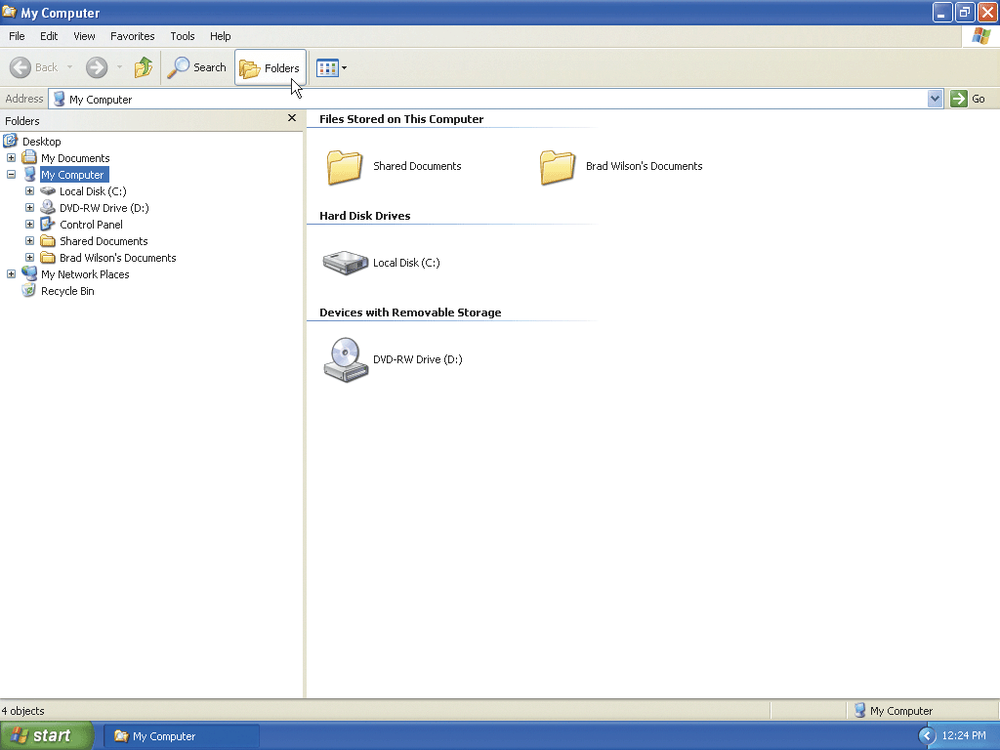 My Computer
File Edit View Favorites Tools Help
Back Search Folders
Address My Computer Go
Folders
Desktop
My Documents
My Computer
Local Disk (C:)
DVD-RW Drive (D:)
Control Panel
Shared Documents
Brad Wilson's Documents
My Network Places
Recycle Bin
Files Stored on This Computer
Shared Documents Brad Wilson's Documents
Hard Disk Drives
Local Disk (C:)
Devices with Removable Storage
DVD-RW Drive (D:)
4 objects My Computer
start My Computer 12:24 PM